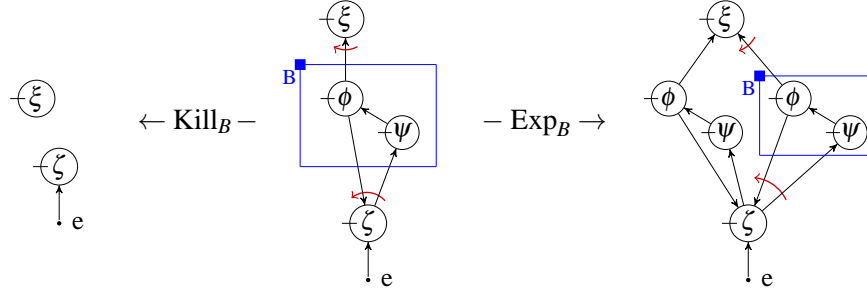 ξ ξ ξ
B B
ξ ← Kill_B − ϕ − Exp_B → ϕ ϕ
ψ ψ ψ
ζ
ζ ζ
e
e e